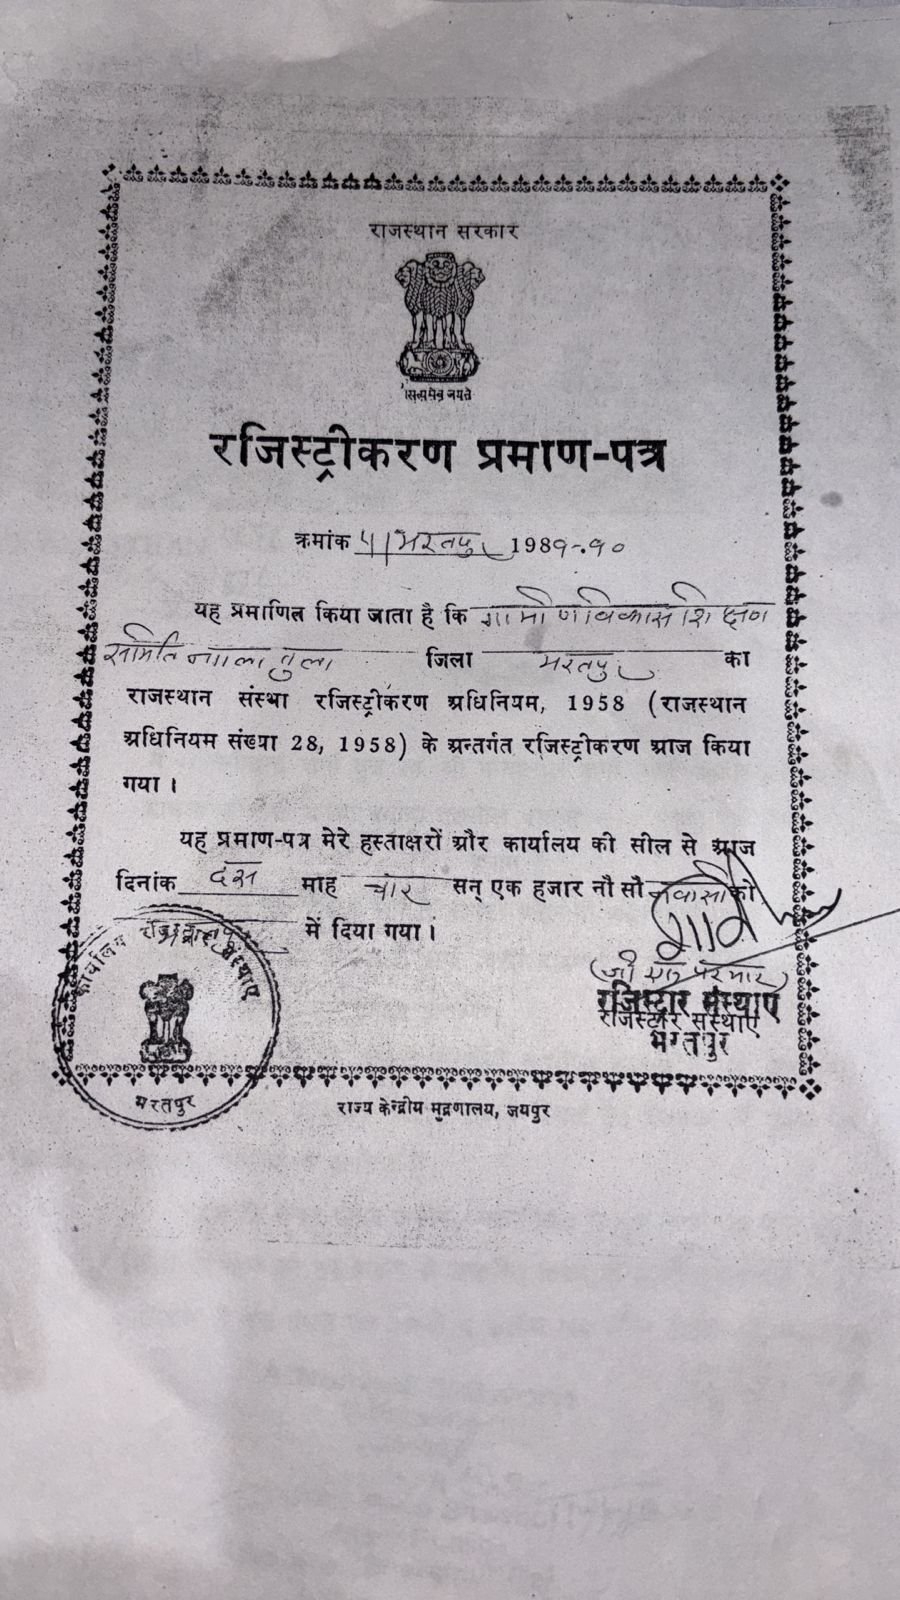 राजस्थान सरकार
सत्यमेव जयते
रजिस्ट्रीकरण प्रमाण-पत्र
क्रमांक 5/भरतपुर 1989-90
यह प्रमाणित किया जाता है कि ग्रामीण विकास शिक्षण
समिति नाला तुला जिला भरतपुर का
राजस्थान संस्था रजिस्ट्रीकरण अधिनियम, 1958 (राजस्थान
अधिनियम संख्या 28, 1958) के अन्तर्गत रजिस्ट्रीकरण आज किया
गया ।
यह प्रमाण-पत्र मेरे हस्ताक्षरों और कार्यालय की सील से आज
दिनांक दस माह चार सन् एक हजार नौ सौ नवासी को
में दिया गया ।
कार्यालय रजिस्ट्रार संस्थाएं
भरतपुर
रजिस्ट्रार संस्थाएं
रजिस्ट्रार संस्थाएं
भरतपुर
राज्य केन्द्रीय मुद्रणालय, जयपुर